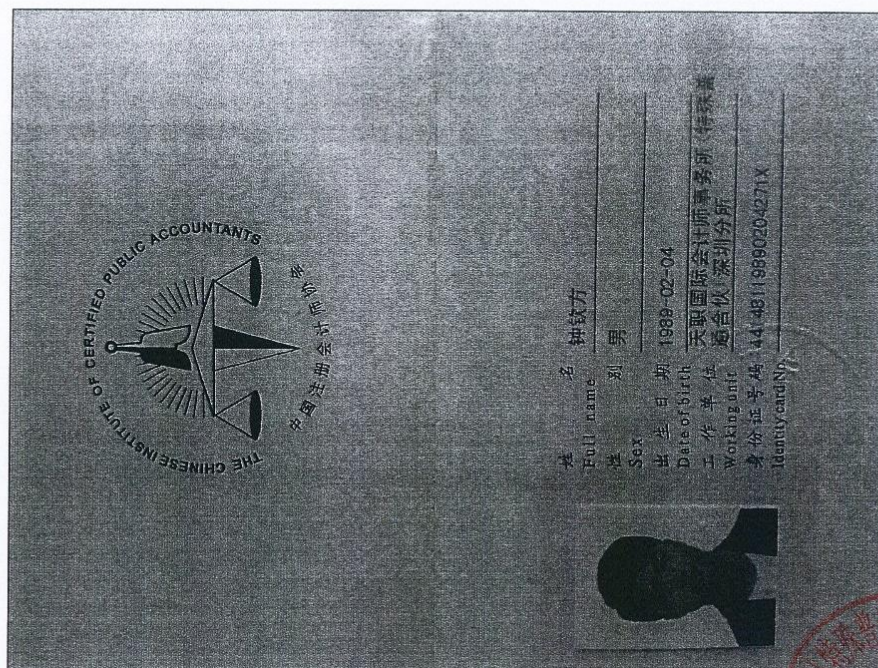 THE CHINESE INSTITUTE OF CERTIFIED PUBLIC ACCOUNTANTS
中国注册会计师协会
姓名 钟钦方
Full name
性别 男
Sex
出生日期 1989-02-04
Date of birth
工作单位 天职国际会计师事务所(特殊普
Working unit 通合伙)深圳分所
身份证号码 44148119890204271X
Identity card No.